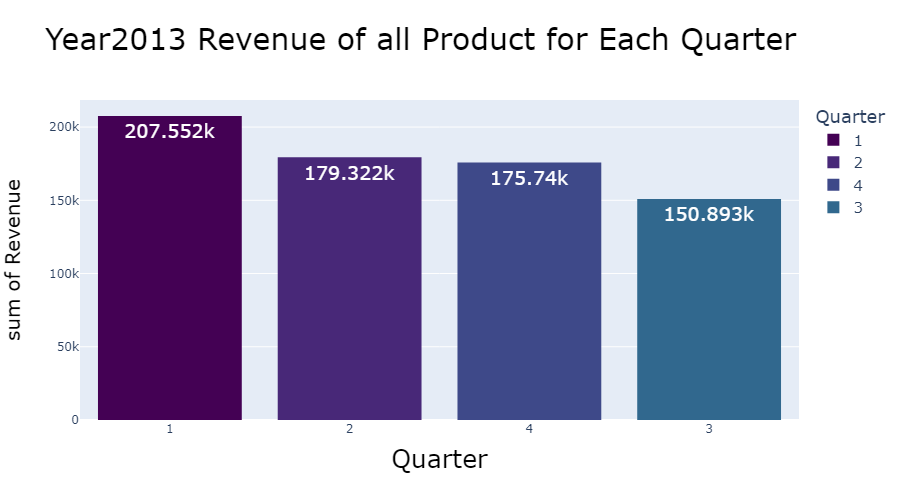 Year2013 Revenue of all Product for Each Quarter
sum of Revenue
200k
150k
100k
50k
0
207.552k
179.322k
175.74k
150.893k
1
2
4
3
Quarter
Quarter
1
2
4
3